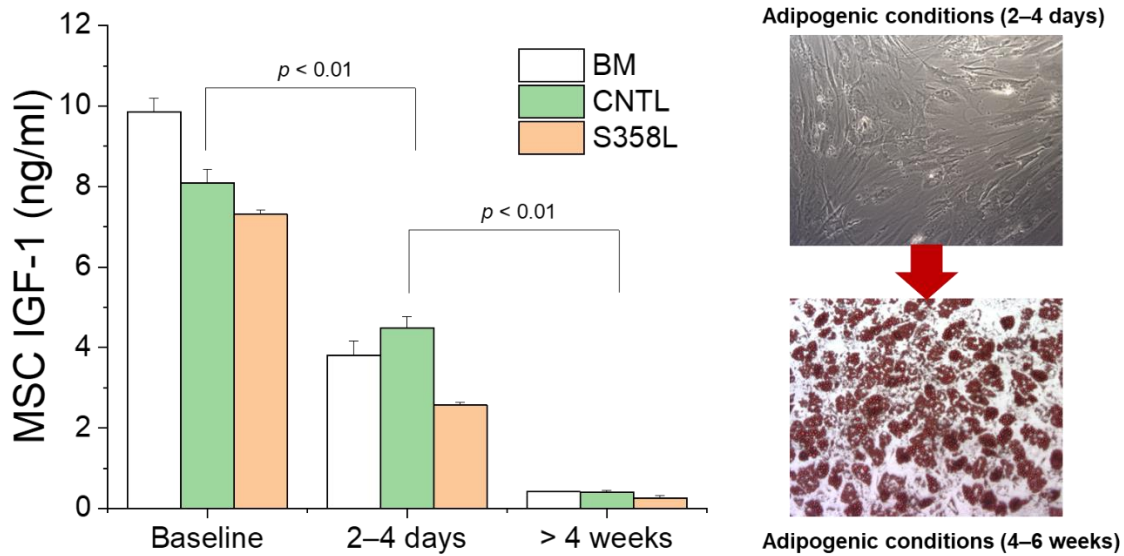 MSC IGF-1 (ng/ml)
12
10
8
6
4
2
0
p < 0.01
p < 0.01
BM
CNTL
S358L
Baseline
2–4 days
> 4 weeks
Adipogenic conditions (2–4 days)
Adipogenic conditions (4–6 weeks)